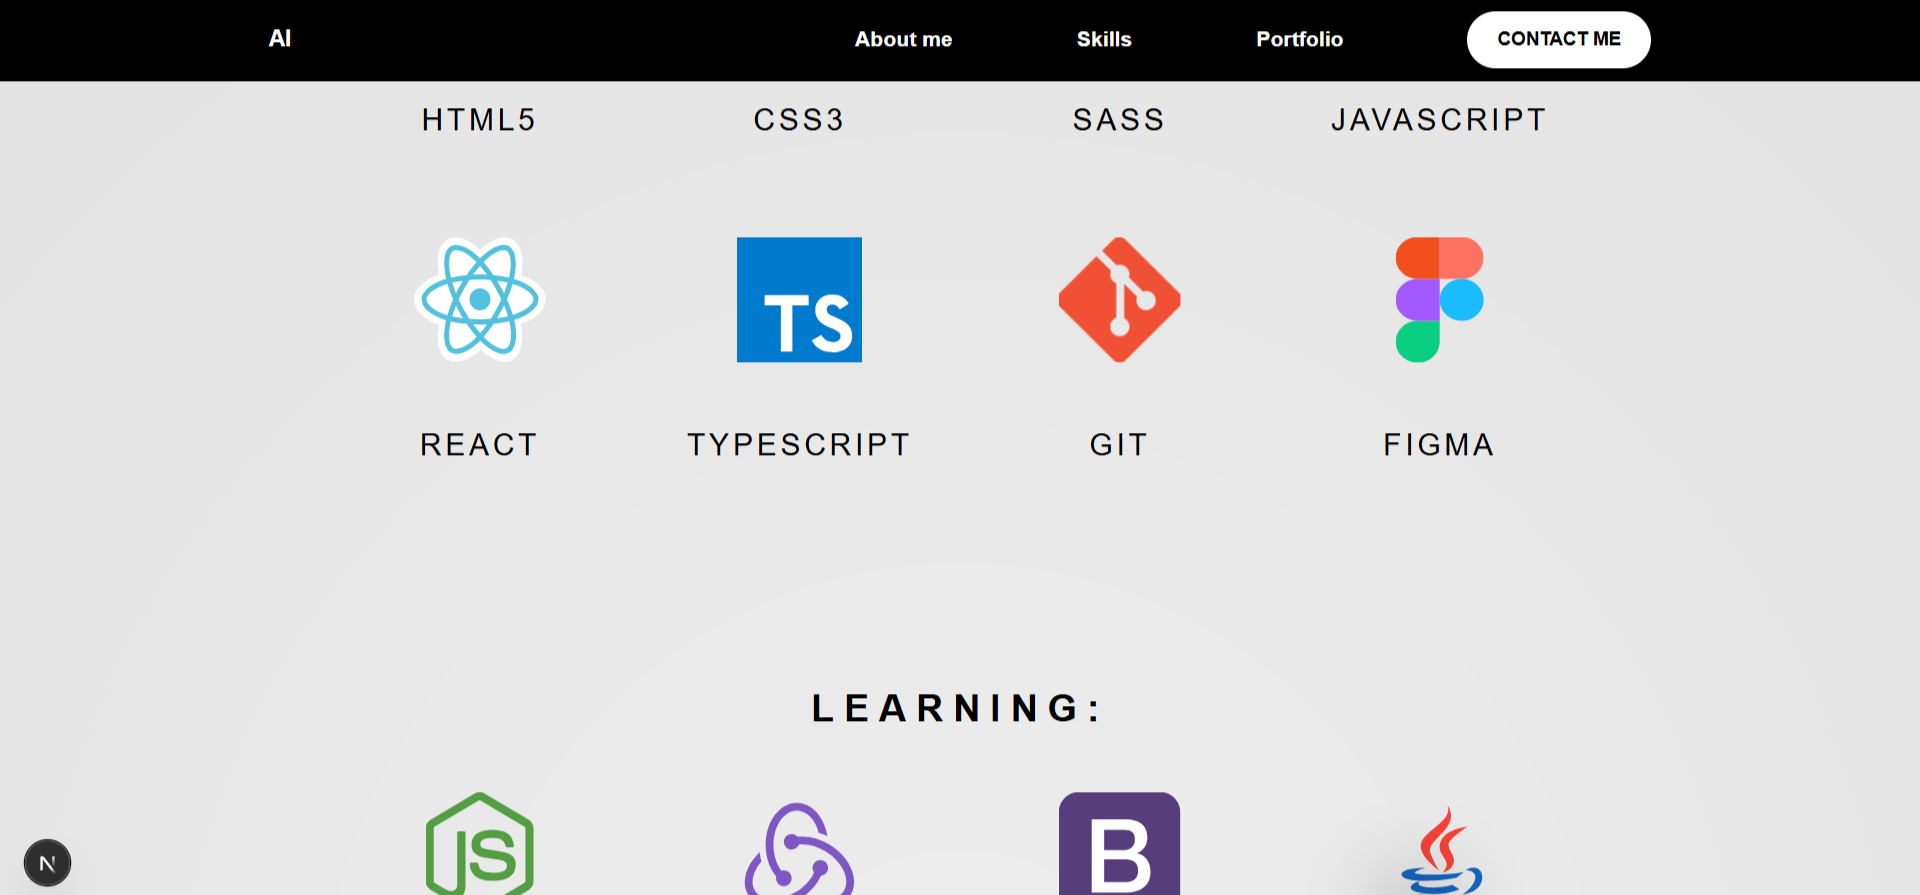 AI About me Skills Portfolio CONTACT ME
HTML5 CSS3 SASS JAVASCRIPT
TS
REACT TYPESCRIPT GIT FIGMA
LEARNING:
JS B
N